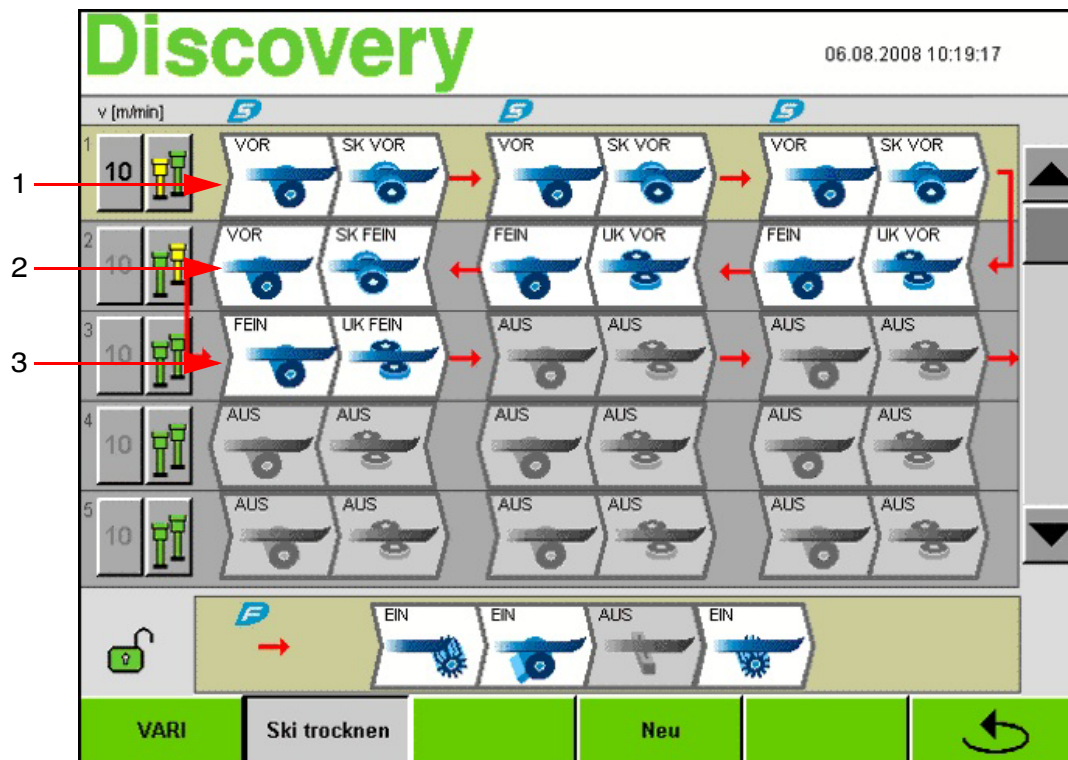 Discovery
06.08.2008 10:19:17
v [m/min]
S S S
1
1 10 VOR SK VOR VOR SK VOR VOR SK VOR
2
2 10 VOR SK FEIN FEIN UK VOR FEIN UK VOR
3
3 10 FEIN UK FEIN AUS AUS AUS AUS
4 10 AUS AUS AUS AUS AUS AUS
5 10 AUS AUS AUS AUS AUS AUS
F EIN EIN AUS EIN
VARI Ski trocknen Neu